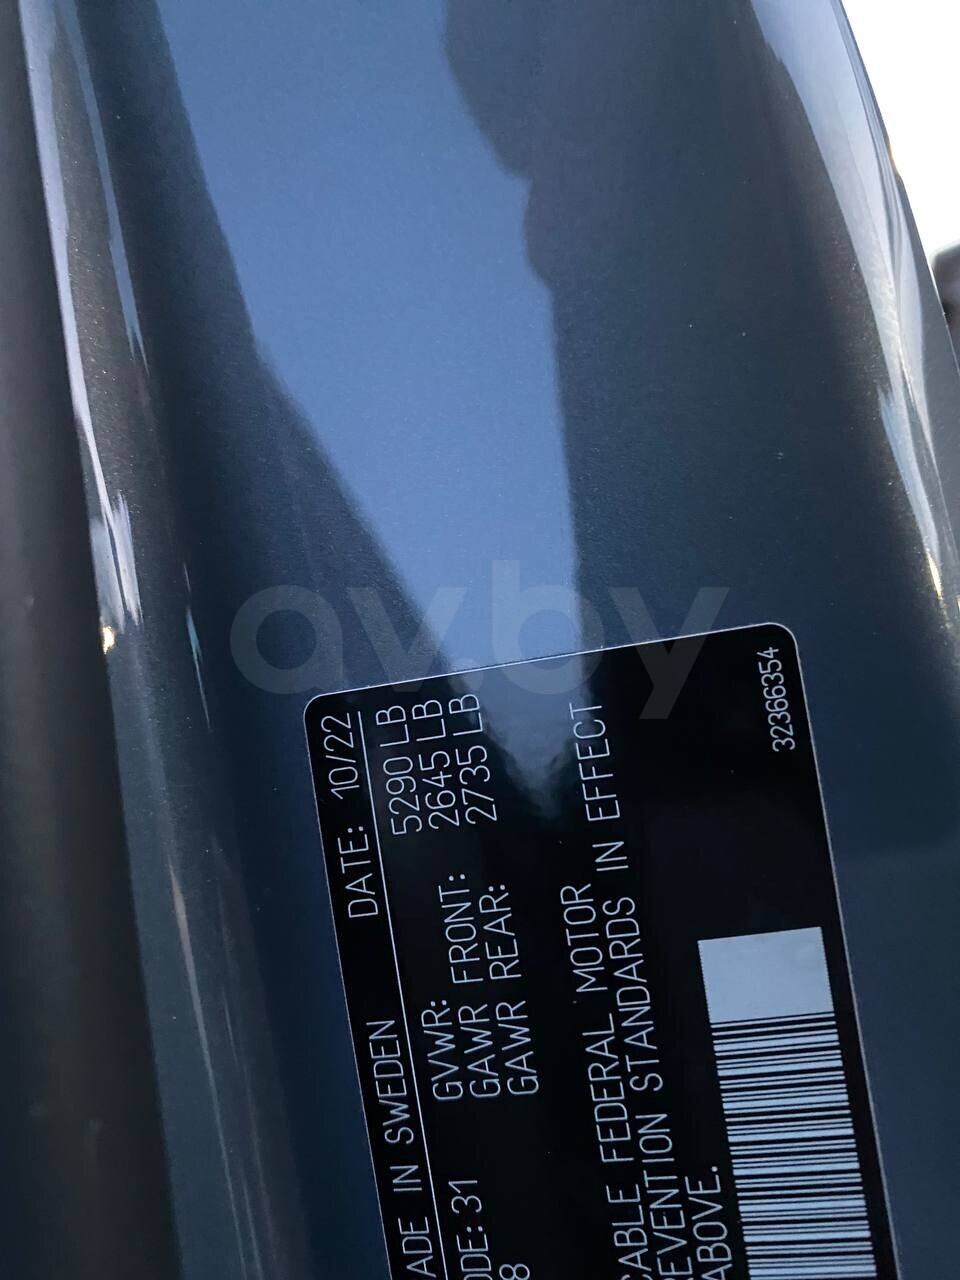 av.by
ADE IN SWEDEN DATE: 10/22
GVWR: 5290 LB
ODE: 31 GAWR FRONT: 2645 LB
8 GAWR REAR: 2735 LB
CABLE FEDERAL MOTOR
REVENTION STANDARDS IN EFFECT
ABOVE.
32366354